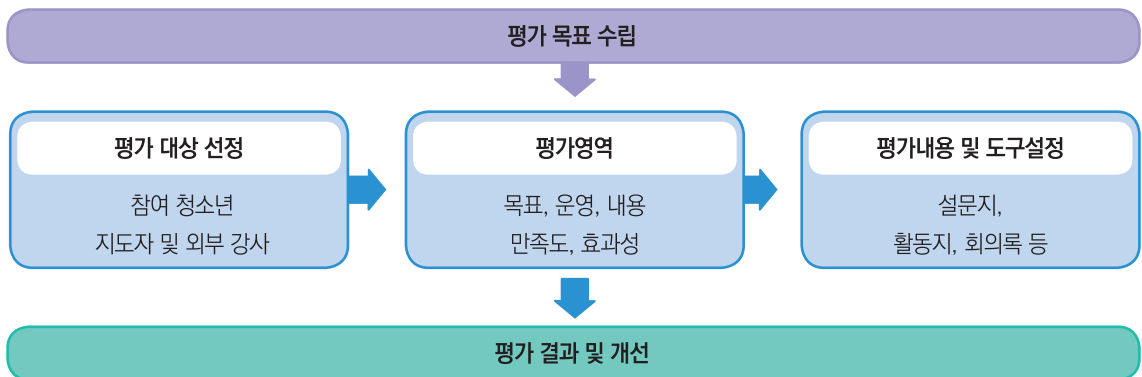 평가 목표 수립
평가 대상 선정
참여 청소년
지도자 및 외부 강사
평가영역
목표, 운영, 내용
만족도, 효과성
평가내용 및 도구설정
설문지,
활동지, 회의록 등
평가 결과 및 개선